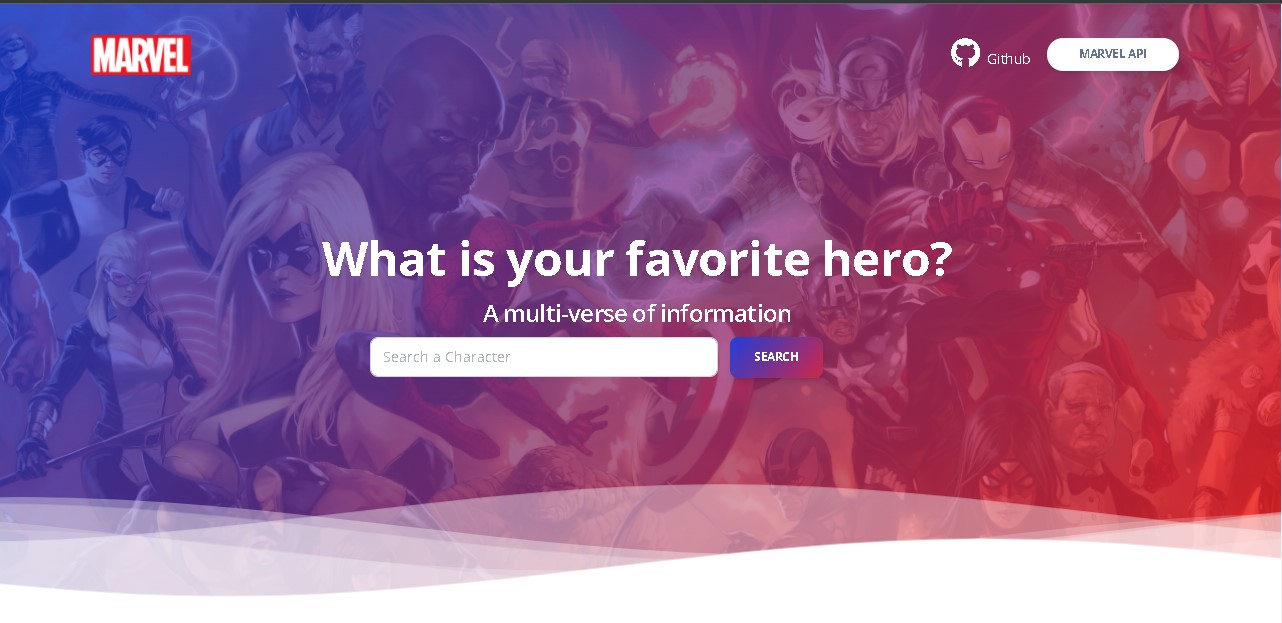 MARVEL
Github
MARVEL API
What is your favorite hero?
A multi-verse of information
Search a Character
SEARCH